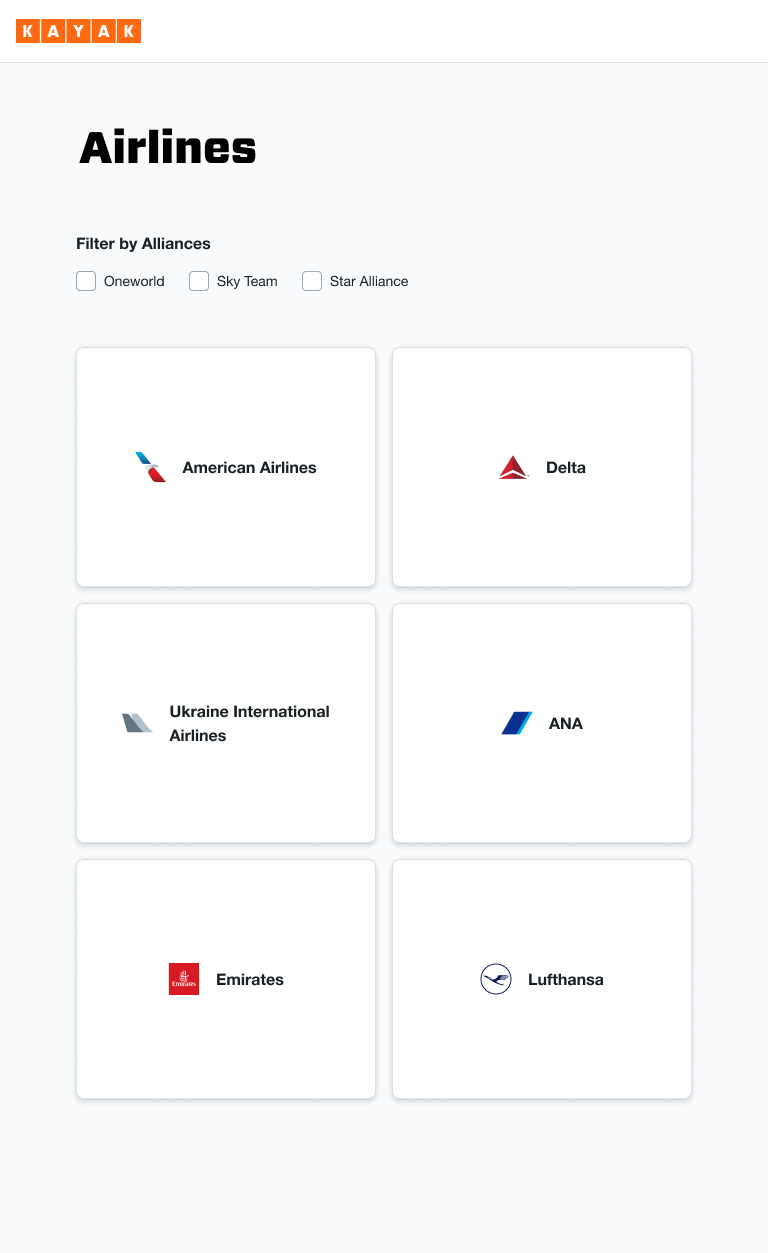 KAYAK
Airlines
Filter by Alliances
Oneworld
Sky Team
Star Alliance
American Airlines
Delta
Ukraine International
Airlines
ANA
Emirates
Emirates
Lufthansa